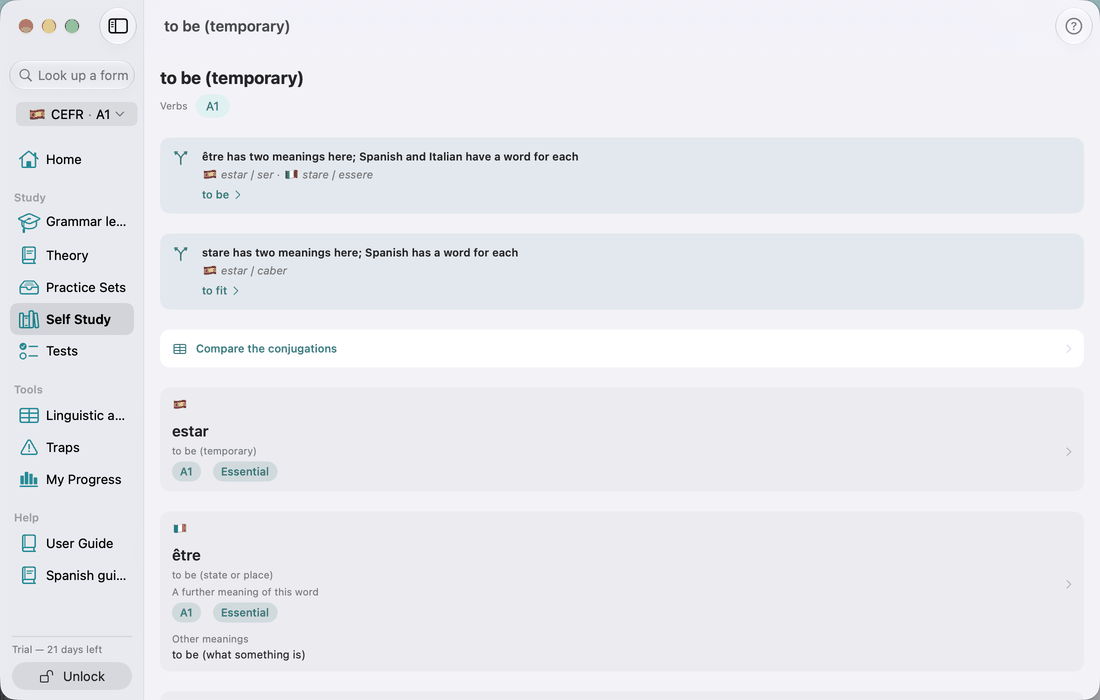 to be (temporary)
Look up a form
CEFR · A1
Home
Study
Grammar le...
Theory
Practice Sets
Self Study
Tests
Tools
Linguistic a...
Traps
My Progress
Help
User Guide
Spanish gui...
Trial — 21 days left
Unlock
to be (temporary)
Verbs A1
être has two meanings here; Spanish and Italian have a word for each
estar / ser · stare / essere
to be
stare has two meanings here; Spanish has a word for each
estar / caber
to fit
Compare the conjugations
estar
to be (temporary)
A1 Essential
être
to be (state or place)
A further meaning of this word
A1 Essential
Other meanings
to be (what something is)